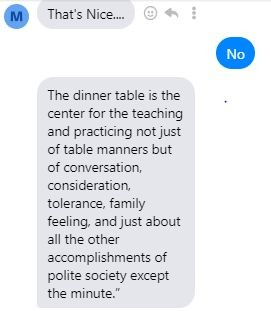 M
That's Nice....
No
The dinner table is the
center for the teaching
and practicing not just
of table manners but
of conversation,
consideration,
tolerance, family
feeling, and just about
all the other
accomplishments of
polite society except
the minute.”